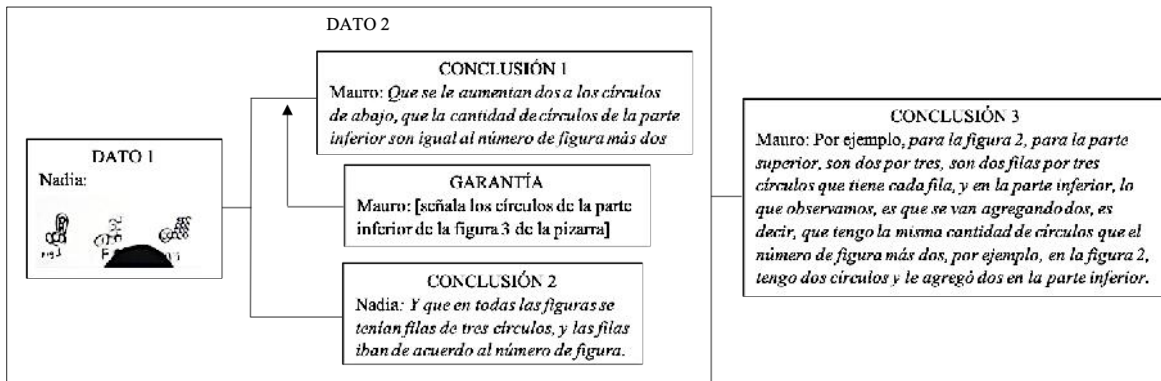 DATO 2
CONCLUSIÓN 1
Mauro: Que se le aumentan dos a los círculos
de abajo, que la cantidad de círculos de la parte
inferior son igual al número de figura más dos
DATO 1
Nadia:
GARANTÍA
Mauro: [señala los círculos de la parte
inferior de la figura 3 de la pizarra]
CONCLUSIÓN 2
Nadia: Y que en todas las figuras se
tenían filas de tres círculos, y las filas
iban de acuerdo al número de figura.
CONCLUSIÓN 3
Mauro: Por ejemplo, para la figura 2, para la parte
superior, son dos por tres, son dos filas por tres
círculos que tiene cada fila, y en la parte inferior, lo
que observamos, es que se van agregando dos, es
decir, que tengo la misma cantidad de círculos que el
número de figura más dos, por ejemplo, en la figura 2,
tengo dos círculos y le agregó dos en la parte inferior.